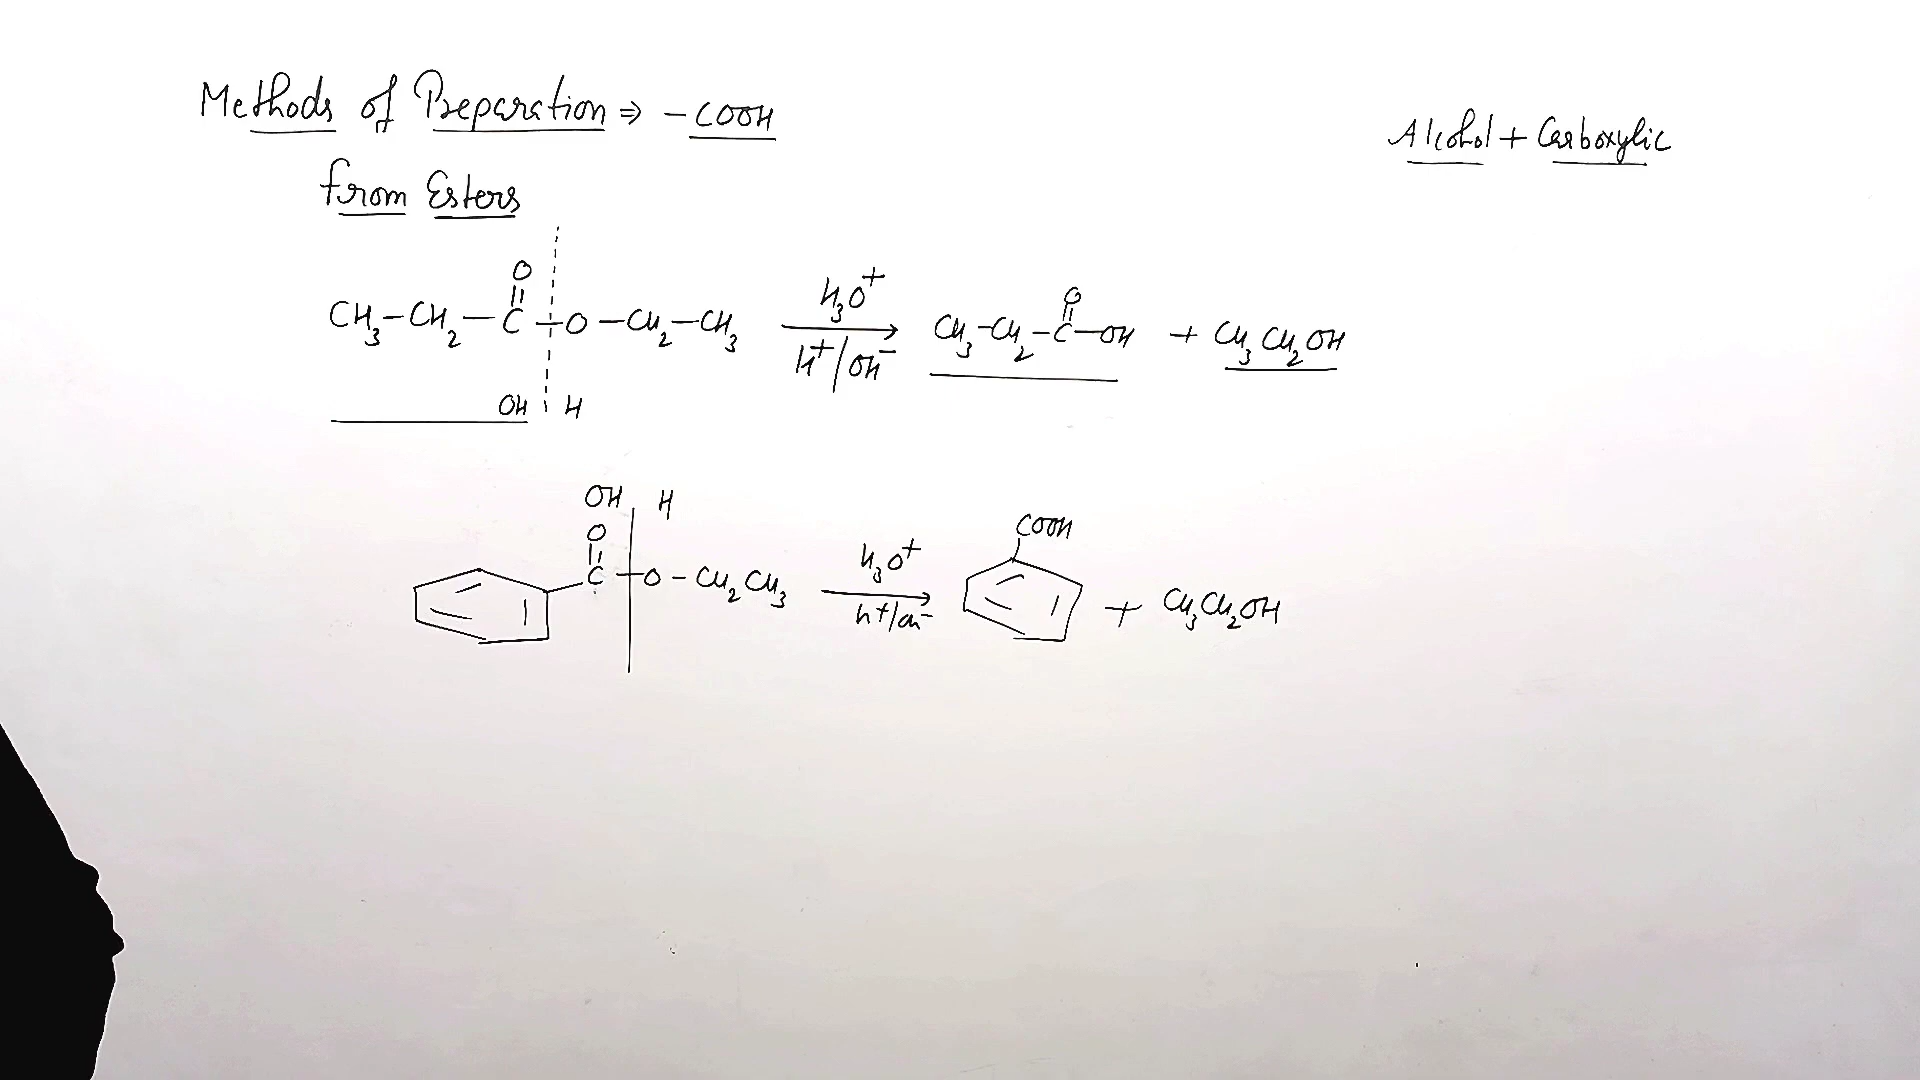 Methods of Preparation ⇒ -COOH
Alcohol + Carboxylic
from Esters
O
CH3-CH2-C-O-CH2-CH3
H3O+
H+/OH-
O
CH3-CH2-C-OH + CH3CH2OH
OH H
OH H
O
C-O-CH2CH3
H3O+
H+/OH-
COOH
+ CH3CH2OH